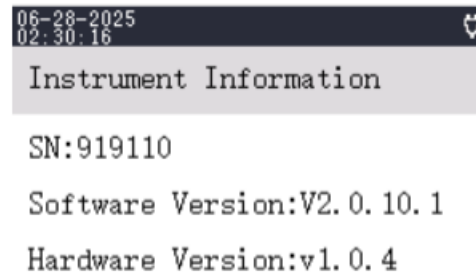 06-28-2025
02:30:16
Instrument Information
SN:919110
Software Version:V2.0.10.1
Hardware Version:v1.0.4